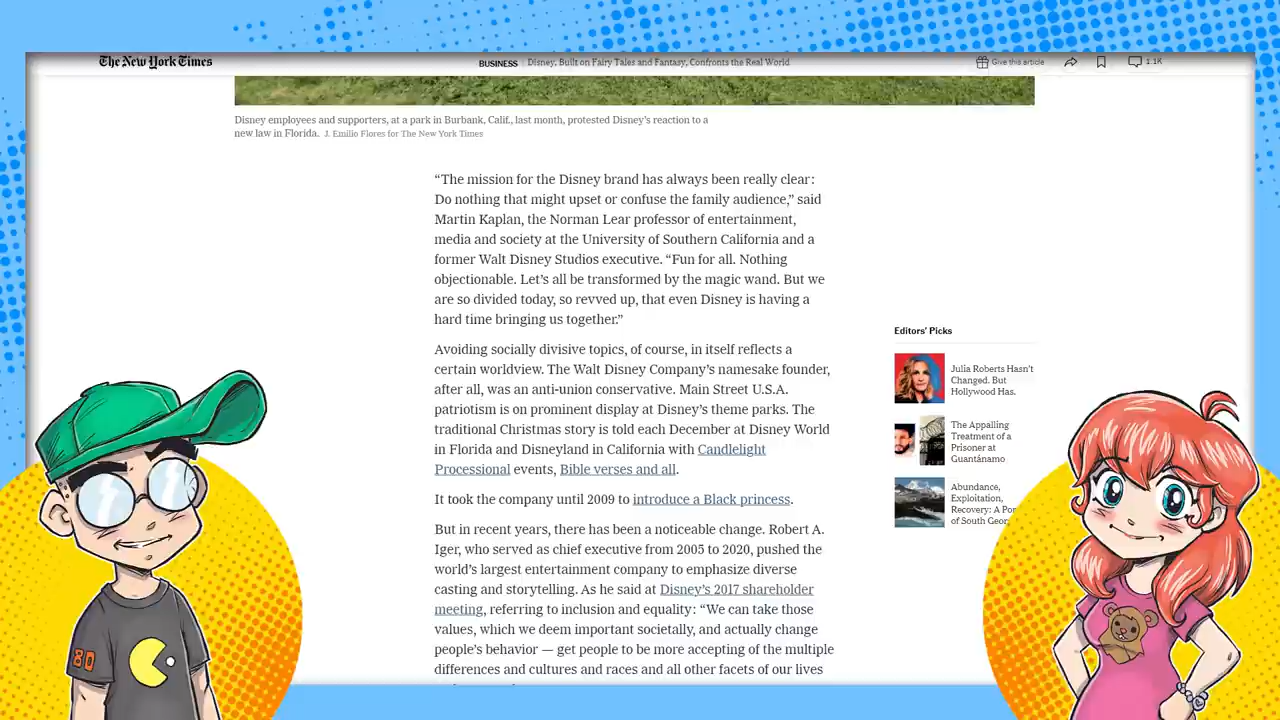 The New York Times
BUSINESS | Disney, Built on Fairy Tales and Fantasy, Confronts the Real World
Give this article
1.1K
Disney employees and supporters, at a park in Burbank, Calif., last month, protested Disney's reaction to a
new law in Florida. J. Emilio Flores for The New York Times
“The mission for the Disney brand has always been really clear:
Do nothing that might upset or confuse the family audience,” said
Martin Kaplan, the Norman Lear professor of entertainment,
media and society at the University of Southern California and a
former Walt Disney Studios executive. “Fun for all. Nothing
objectionable. Let’s all be transformed by the magic wand. But we
are so divided today, so revved up, that even Disney is having a
hard time bringing us together.”
Avoiding socially divisive topics, of course, in itself reflects a
certain worldview. The Walt Disney Company’s namesake founder,
after all, was an anti-union conservative. Main Street U.S.A.
patriotism is on prominent display at Disney’s theme parks. The
traditional Christmas story is told each December at Disney World
in Florida and Disneyland in California with Candlelight
Processional events, Bible verses and all.
It took the company until 2009 to introduce a Black princess.
But in recent years, there has been a noticeable change. Robert A.
Iger, who served as chief executive from 2005 to 2020, pushed the
world’s largest entertainment company to emphasize diverse
casting and storytelling. As he said at Disney’s 2017 shareholder
meeting, referring to inclusion and equality: “We can take those
values, which we deem important societally, and actually change
people’s behavior — get people to be more accepting of the multiple
differences and cultures and races and all other facets of our lives
Editors’ Picks
Julia Roberts Hasn’t
Changed. But
Hollywood Has.
The Appalling
Treatment of a
Prisoner at
Guantánamo
Abundance,
Exploitation,
Recovery: A
of South
80